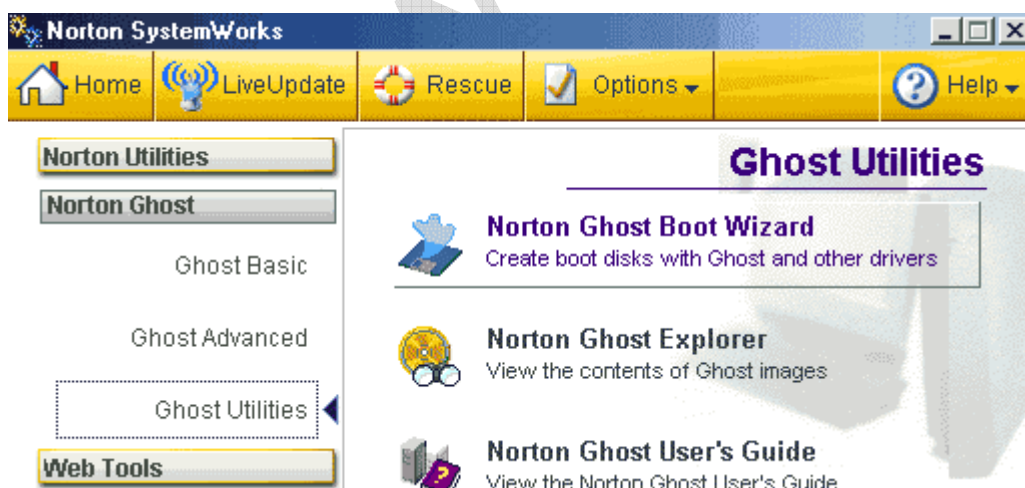 Norton SystemWorks
Home
LiveUpdate
Rescue
Options
Help
Norton Utilities
Norton Ghost
Ghost Basic
Ghost Advanced
Ghost Utilities
Web Tools
Ghost Utilities
Norton Ghost Boot Wizard
Create boot disks with Ghost and other drivers
Norton Ghost Explorer
View the contents of Ghost images
Norton Ghost User's Guide
View the Norton Ghost User's Guide